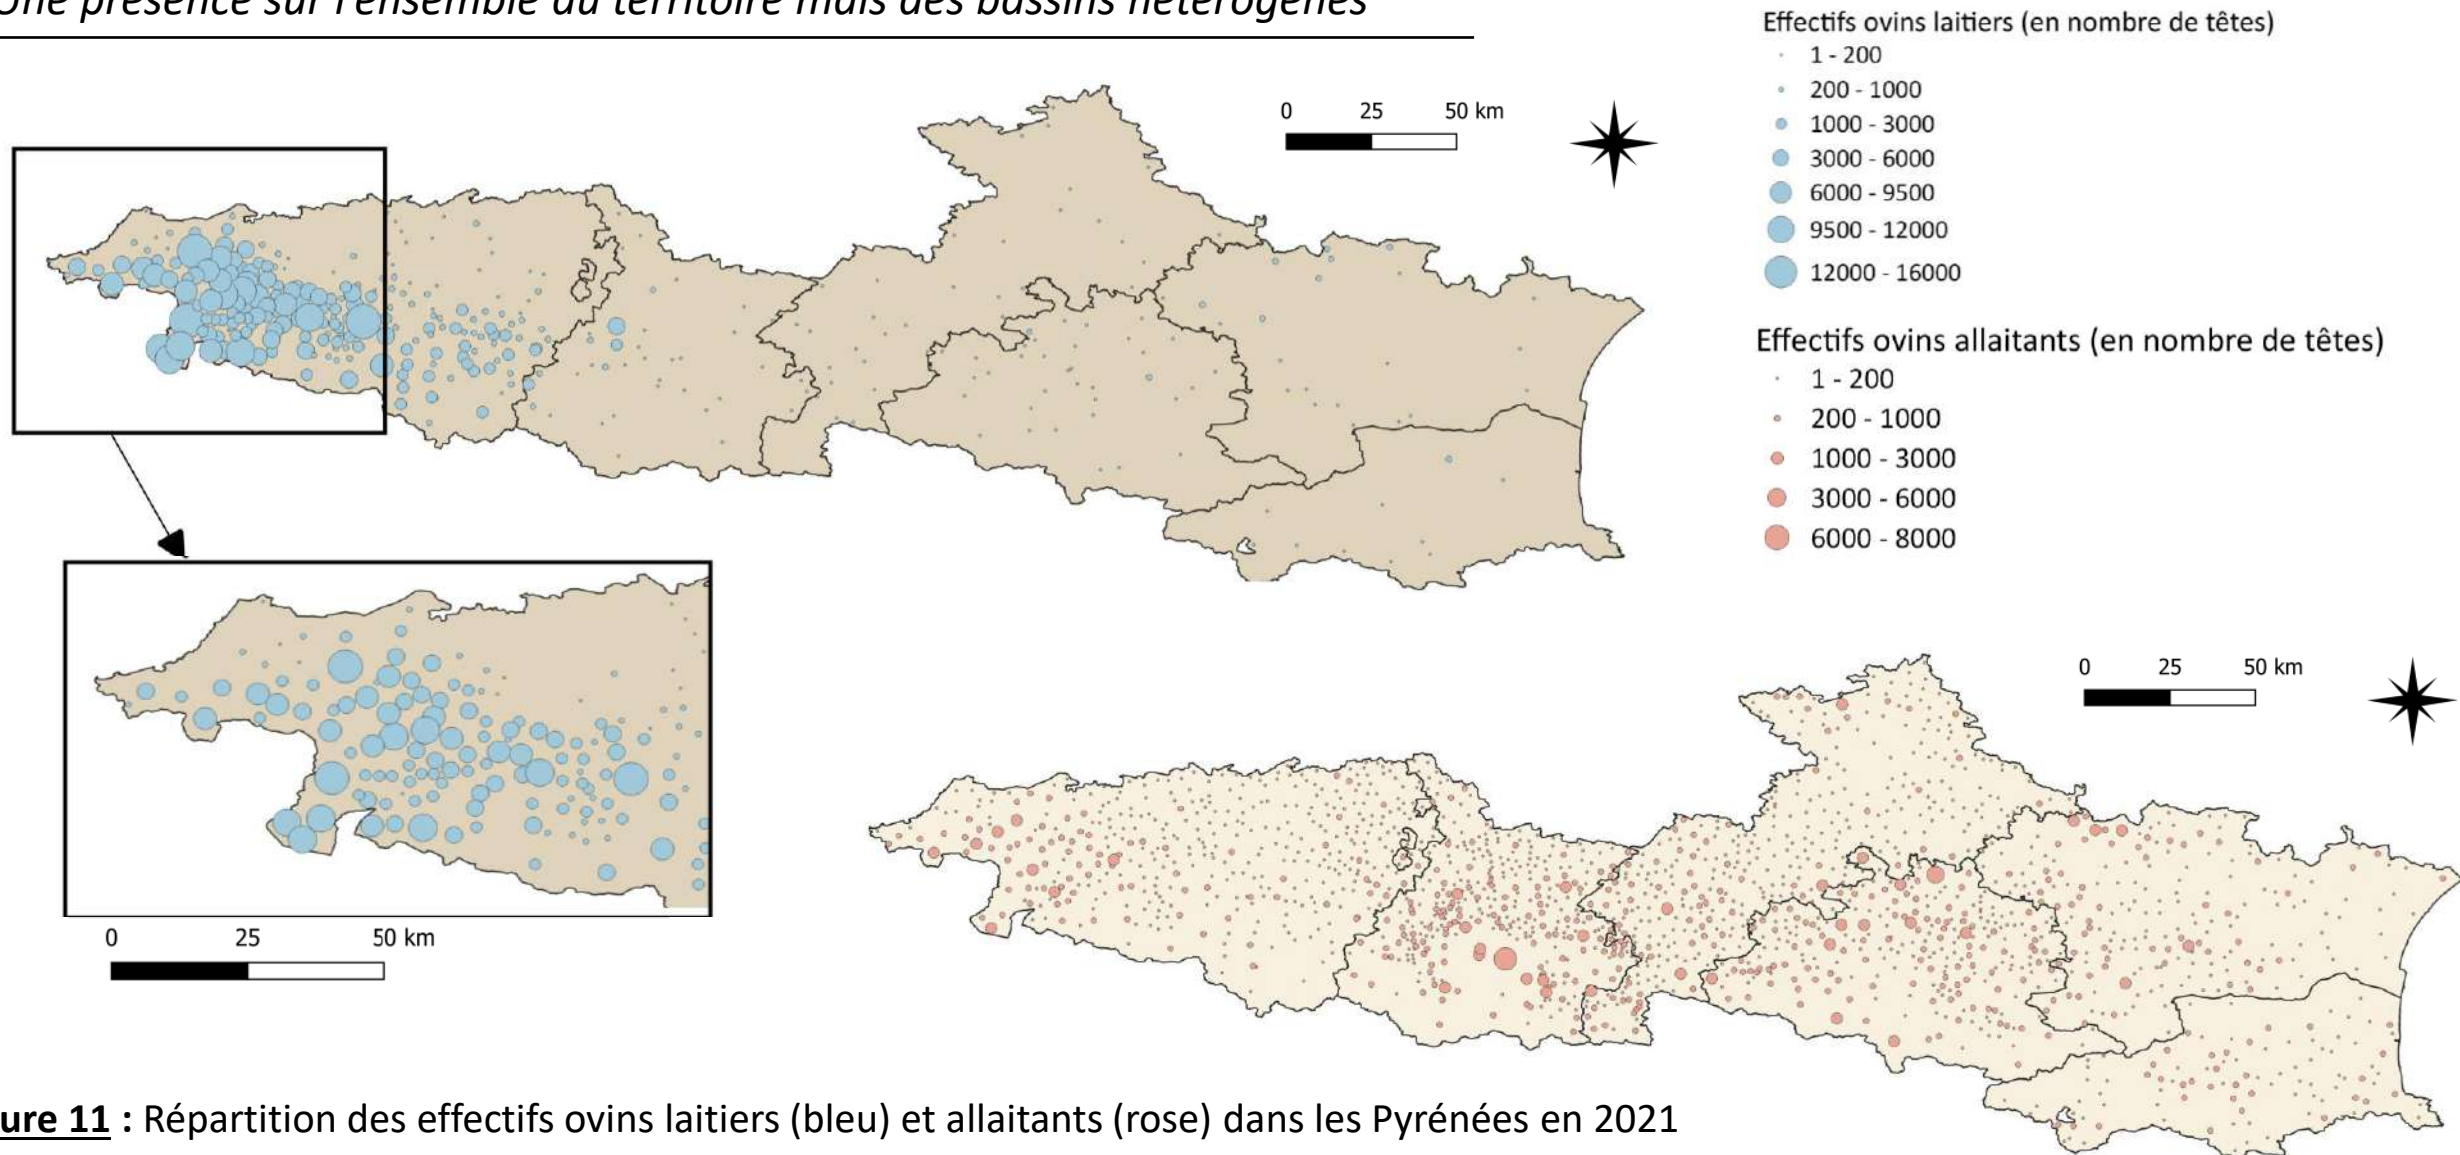 Une présence sur l'ensemble du territoire mais des bassins hétérogènes
Effectifs ovins laitiers (en nombre de têtes)
1 - 200
200 - 1000
1000 - 3000
3000 - 6000
6000 - 9500
9500 - 12000
12000 - 16000
0 25 50 km
Effectifs ovins allaitants (en nombre de têtes)
1 - 200
200 - 1000
1000 - 3000
3000 - 6000
6000 - 8000
0 25 50 km
0 25 50 km
ure 11 : Répartition des effectifs ovins laitiers (bleu) et allaitants (rose) dans les Pyrénées en 2021